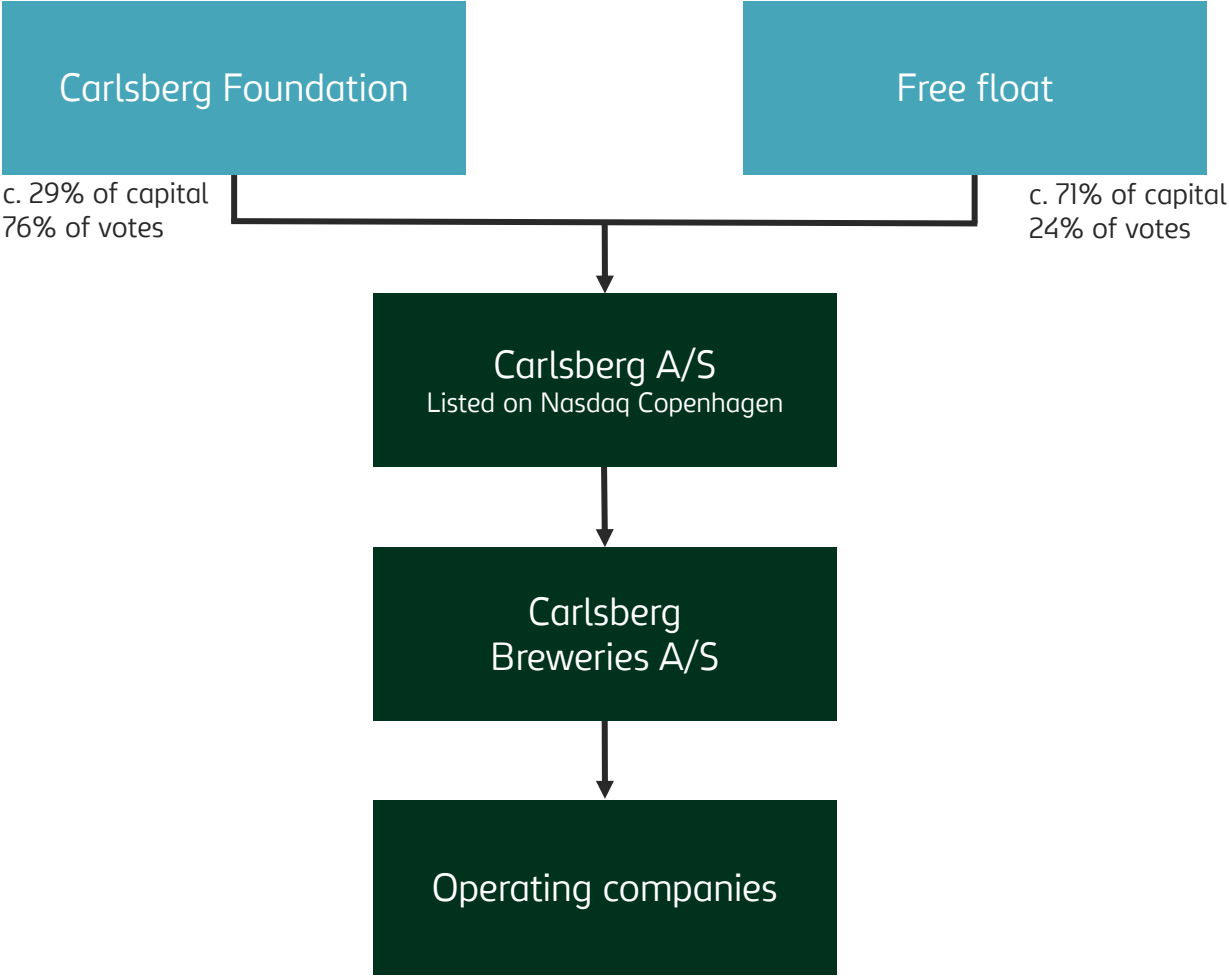 Carlsberg Foundation
Free float
c. 29% of capital
76% of votes
c. 71% of capital
24% of votes
Carlsberg A/S
Listed on Nasdaq Copenhagen
Carlsberg
Breweries A/S
Operating companies